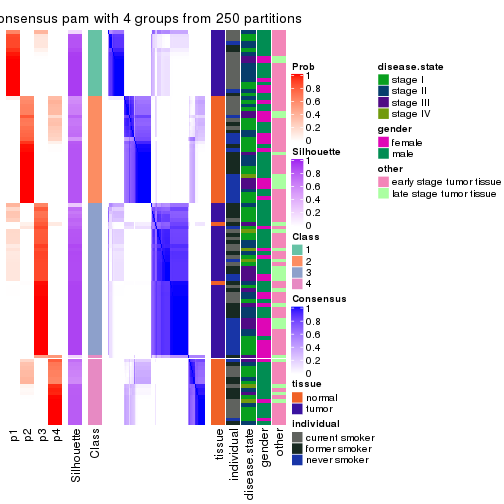 onsensus pam with 4 groups from 250 partitions
Prob
1
0.8
0.6
0.4
0.2
0
Silhouette
1
0.8
0.6
0.4
0.2
0
Class
1
2
3
4
Consensus
1
0.8
0.6
0.4
0.2
0
tissue
normal
tumor
individual
current smoker
former smoker
never smoker
disease.state
stage I
stage II
stage III
stage IV
gender
female
male
other
early stage tumor tissue
late stage tumor tissue
p1
p2
p3
p4
Silhouette
Class
tissue
individual
disease.state
gender
other